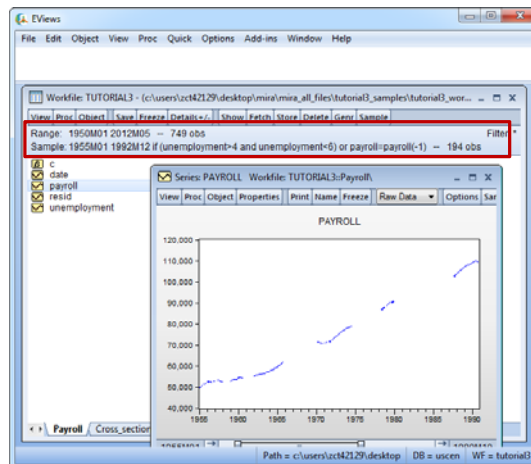 EViews
File Edit Object View Proc Quick Options Add-ins Window Help
Workfile: TUTORIAL3 - (c:\users\zct42129\desktop\mira\mira_all_files\tutorial3_samples\tutorial3_wor...
View Proc Object Save Freeze Details+/- Show Fetch Store Delete Genr Sample
Range: 1950M01 2012M05 -- 749 obs Filter: *
Sample: 1955M01 1992M12 if (unemployment>4 and unemployment<6) or payroll=payroll(-1) -- 194 obs
c
date
payroll
resid
unemployment
Series: PAYROLL Workfile: TUTORIAL3::Payroll\
View Proc Object Properties Print Name Freeze Raw Data Options Sar
PAYROLL
120,000
110,000
100,000
90,000
80,000
70,000
60,000
50,000
40,000
1955 1960 1965 1970 1975 1980 1985 1990
Payroll Cross_section
Path = c:\users\zct42129\desktop DB = uscen WF = tutorial3